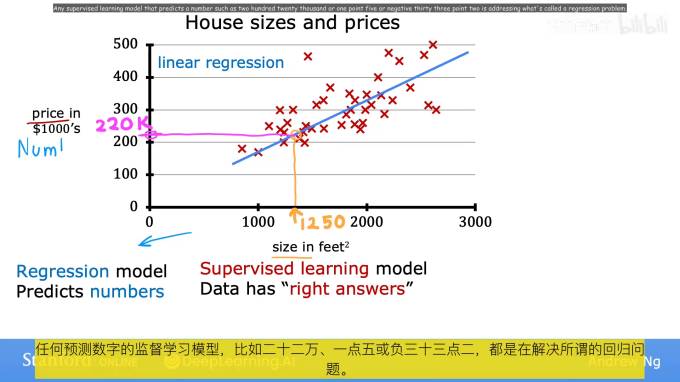 Any supervised learning model that predicts a number such as two hundred twenty thousand or one point five or negative thirty three point two is addressing what's called a regression problem.
House sizes and prices
bilibili
500
linear regression
400
300
price in
$1000's
220K
200
Num
100
0
0
1000
1250
2000
3000
size in feet²
Regression model
Predicts numbers
Supervised learning model
Data has “right answers”
任何预测数字的监督学习模型，比如二十二万、一点五或负三十三点二，都是在解决所谓的回归问
题。
Stanford ONLINE
DeepLearning.AI
Andrew Ng